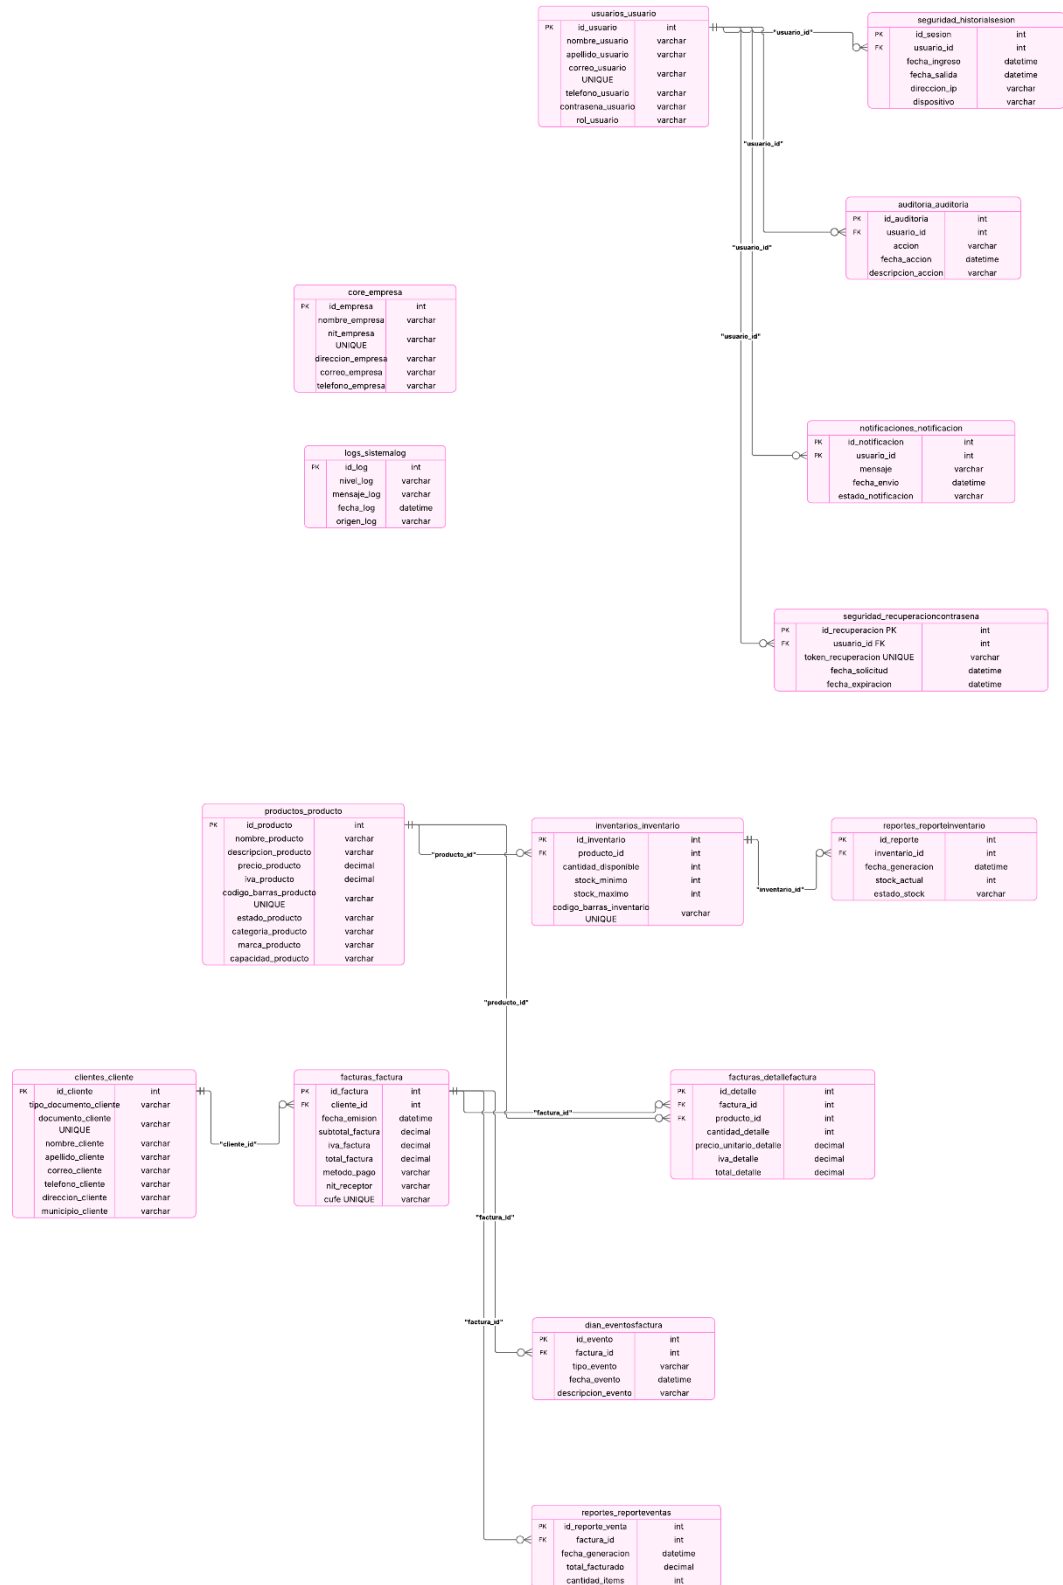 usuarios_usuario
PK id_usuario int
nombre_usuario varchar
apellido_usuario varchar
correo_usuario UNIQUE varchar
telefono_usuario varchar
contrasena_usuario varchar
rol_usuario varchar
"usuario_id"
seguridad_historialsesion
PK id_sesion int
FK usuario_id int
fecha_ingreso datetime
fecha_salida datetime
direccion_ip varchar
dispositivo varchar
"usuario_id"
auditoria_auditoria
PK id_auditoria int
FK usuario_id int
accion varchar
fecha_accion datetime
descripcion_accion varchar
"usuario_id"
core_empresa
PK id_empresa int
nombre_empresa varchar
nit_empresa UNIQUE varchar
direccion_empresa varchar
correo_empresa varchar
telefono_empresa varchar
"usuario_id"
notificaciones_notificacion
PK id_notificacion int
PK usuario_id int
mensaje varchar
fecha_envio datetime
estado_notificacion varchar
logs_sistemalog
PK id_log int
nivel_log varchar
mensaje_log varchar
fecha_log datetime
origen_log varchar
seguridad_recuperacioncontrasena
PK id_recuperacion PK int
FK usuario_id FK int
token_recuperacion UNIQUE varchar
fecha_solicitud datetime
fecha_expiracion datetime
productos_producto
PK id_producto int
nombre_producto varchar
descripcion_producto varchar
precio_producto decimal
iva_producto decimal
codigo_barras_producto UNIQUE varchar
estado_producto varchar
categoria_producto varchar
marca_producto varchar
capacidad_producto varchar
"producto_id"
inventarios_inventario
PK id_inventario int
FK producto_id int
cantidad_disponible int
stock_minimo int
stock_maximo int
codigo_barras_inventario UNIQUE varchar
"inventario_id"
reportes_reporteinventario
PK id_reporte int
FK inventario_id int
fecha_generacion datetime
stock_actual int
estado_stock varchar
"producto_id"
clientes_cliente
PK id_cliente int
tipo_documento_cliente varchar
documento_cliente UNIQUE varchar
nombre_cliente varchar
apellido_cliente varchar
correo_cliente varchar
telefono_cliente varchar
direccion_cliente varchar
municipio_cliente varchar
"cliente_id"
facturas_factura
PK id_factura int
FK cliente_id int
fecha_emision datetime
subtotal_factura decimal
iva_factura decimal
total_factura decimal
metodo_pago varchar
nit_receptor varchar
cufe UNIQUE varchar
"factura_id"
facturas_detallefactura
PK id_detalle int
FK factura_id int
FK producto_id int
cantidad_detalle int
precio_unitario_detalle decimal
iva_detalle decimal
total_detalle decimal
"factura_id"
"factura_id"
dian_eventosfactura
PK id_evento int
FK factura_id int
tipo_evento varchar
fecha_evento datetime
descripcion_evento varchar
reportes_reporteventas
PK id_reporte_venta int
FK factura_id int
fecha_generacion datetime
total_facturado decimal
cantidad_items int